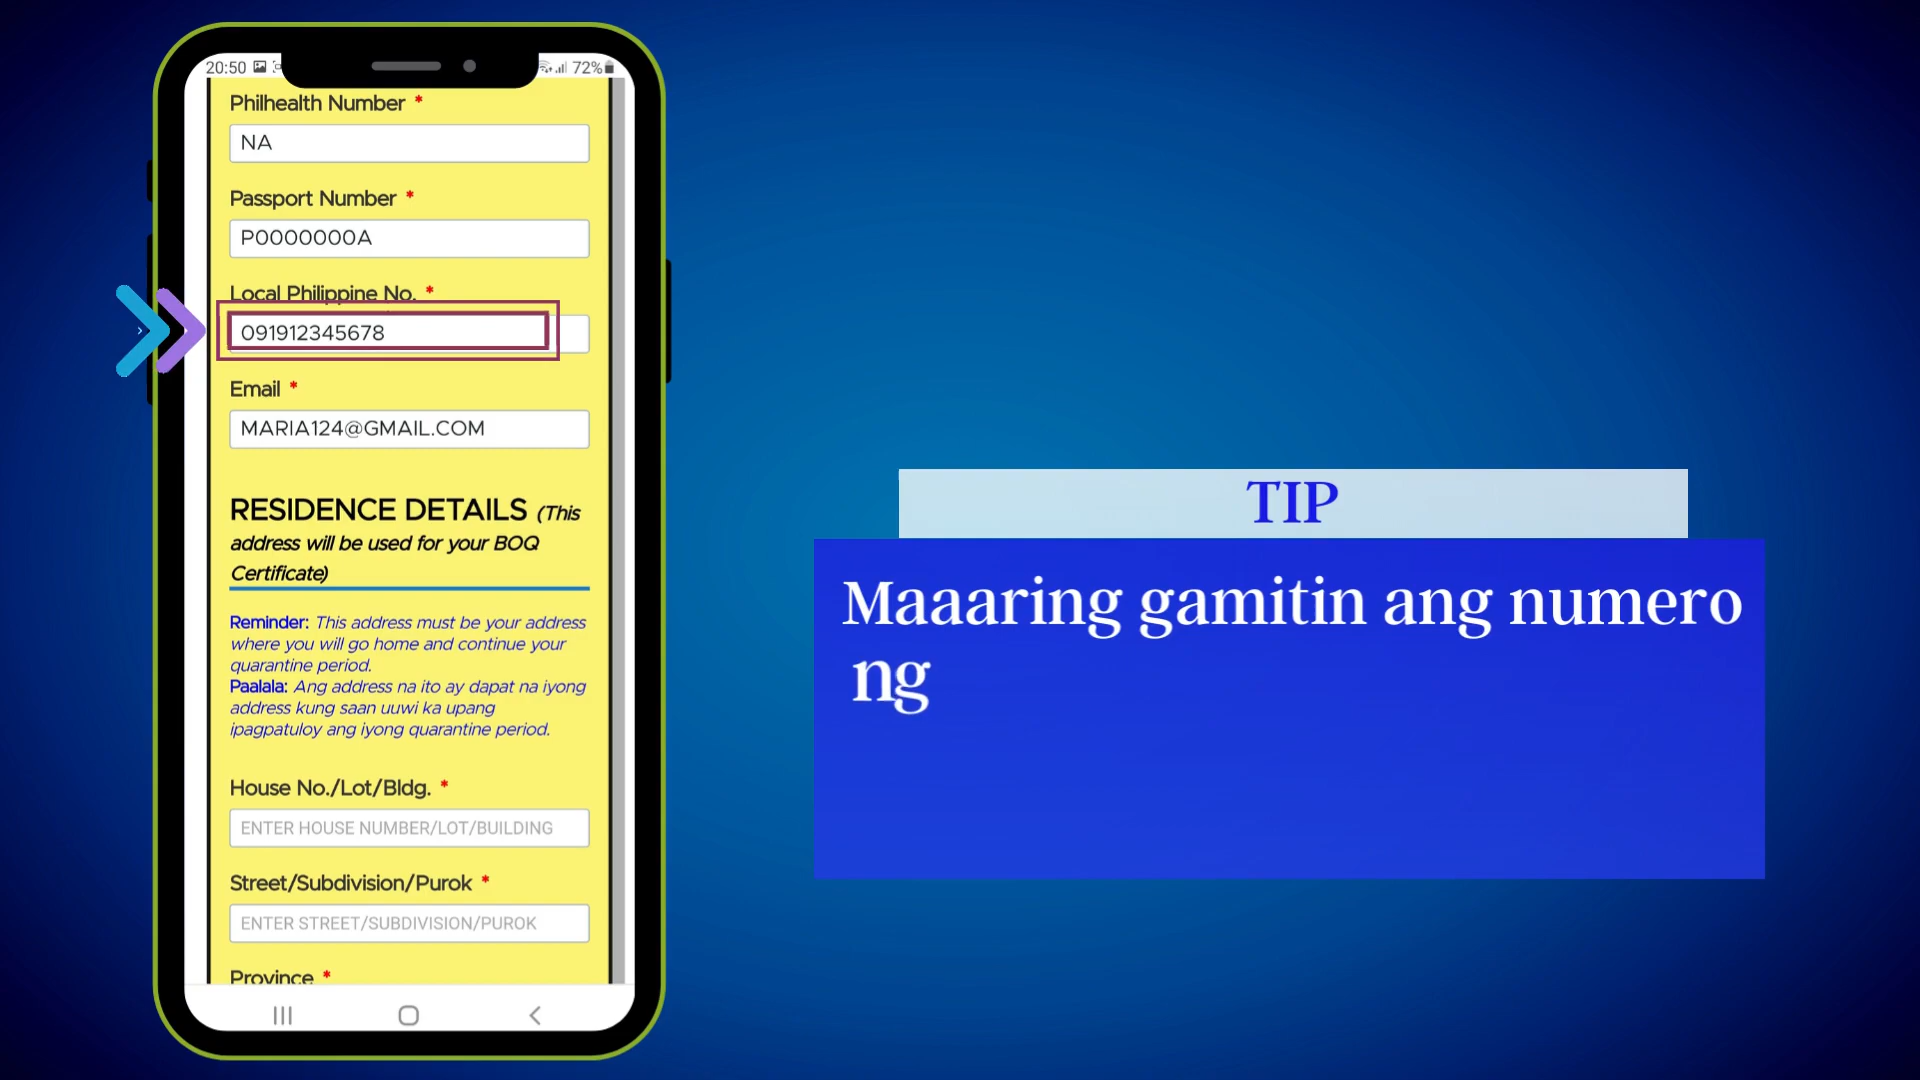 20:50 72%
Philhealth Number *
NA
Passport Number *
P0000000A
Local Philippine No. *
091912345678
Email *
MARIA124@GMAIL.COM
RESIDENCE DETAILS (This
address will be used for your BOQ
Certificate)
Reminder: This address must be your address
where you will go home and continue your
quarantine period.
Paalala: Ang address na ito ay dapat na iyong
address kung saan uuwi ka upang
ipagpatuloy ang iyong quarantine period.
House No./Lot/Bldg. *
ENTER HOUSE NUMBER/LOT/BUILDING
Street/Subdivision/Purok *
ENTER STREET/SUBDIVISION/PUROK
Province *
TIP
Maaaring gamitin ang numero
ng